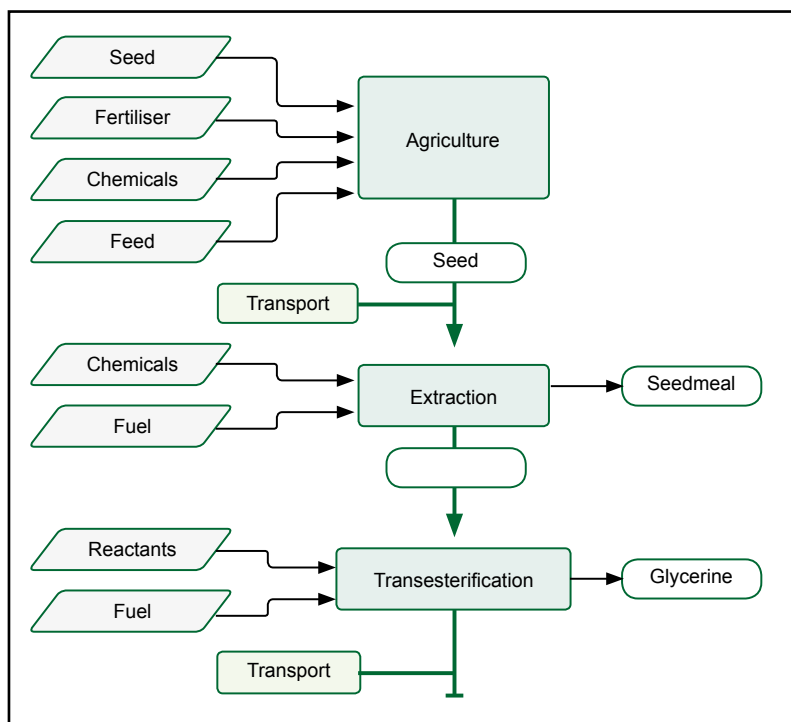 Seed
Fertiliser
Agriculture
Chemicals
Feed
Seed
Transport
Chemicals
Extraction
Seedmeal
Fuel
Reactants
Transesterification
Glycerine
Fuel
Transport